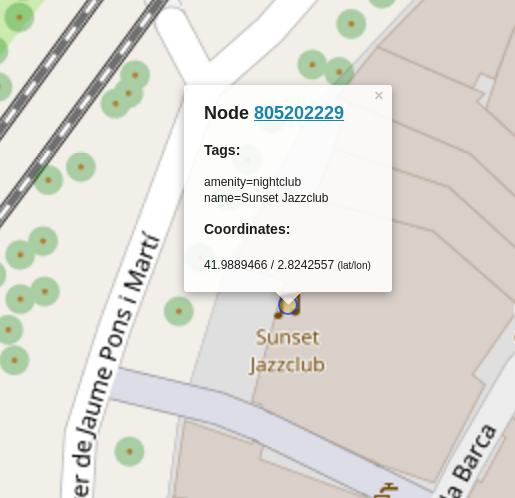 ×
Node 805202229
Tags:
amenity=nightclub
name=Sunset Jazzclub
Coordinates:
41.9889466 / 2.8242557 (lat/lon)
Sunset
Jazzclub
er de Jaume Pons i Martí
la Barca